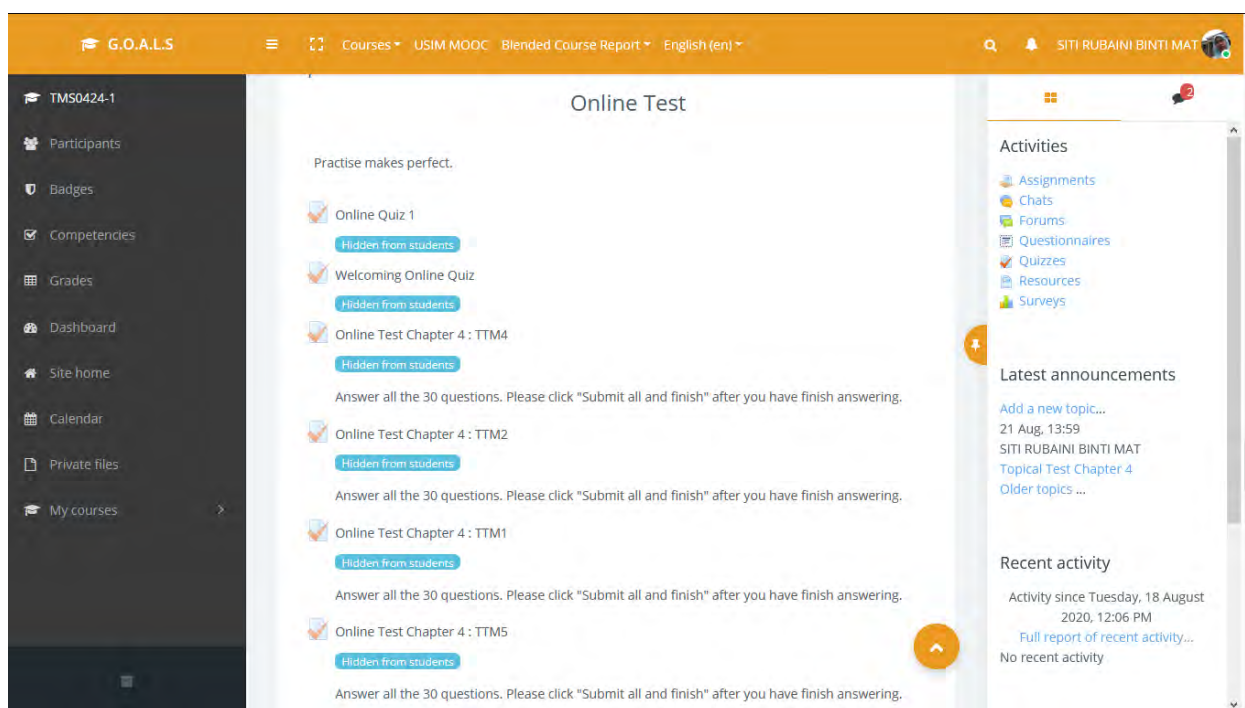 G.O.A.L.S
Courses
USIM MOOC
Blended Course Report
English (en)
SITI RUBAINI BINTI MAT
TMS0424-1
Participants
Badges
Competencies
Grades
Dashboard
Site home
Calendar
Private files
My courses
Online Test
Practise makes perfect.
Online Quiz 1
Hidden from students
Welcoming Online Quiz
Hidden from students
Online Test Chapter 4 : TTM4
Hidden from students
Answer all the 30 questions. Please click "Submit all and finish" after you have finish answering.
Online Test Chapter 4 : TTM2
Hidden from students
Answer all the 30 questions. Please click "Submit all and finish" after you have finish answering.
Online Test Chapter 4 : TTM1
Hidden from students
Answer all the 30 questions. Please click "Submit all and finish" after you have finish answering.
Online Test Chapter 4 : TTM5
Hidden from students
Answer all the 30 questions. Please click "Submit all and finish" after you have finish answering.
2
Activities
Assignments
Chats
Forums
Questionnaires
Quizzes
Resources
Surveys
Latest announcements
Add a new topic...
21 Aug, 13:59
SITI RUBAINI BINTI MAT
Topical Test Chapter 4
Older topics ...
Recent activity
Activity since Tuesday, 18 August
2020, 12:06 PM
Full report of recent activity...
No recent activity